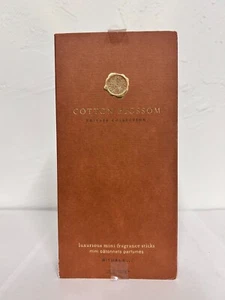 COTTON BLOSSOM
PRIVATE COLLECTION
luxurious mini fragrance sticks
mini bâtonnets parfumés
RITUALS